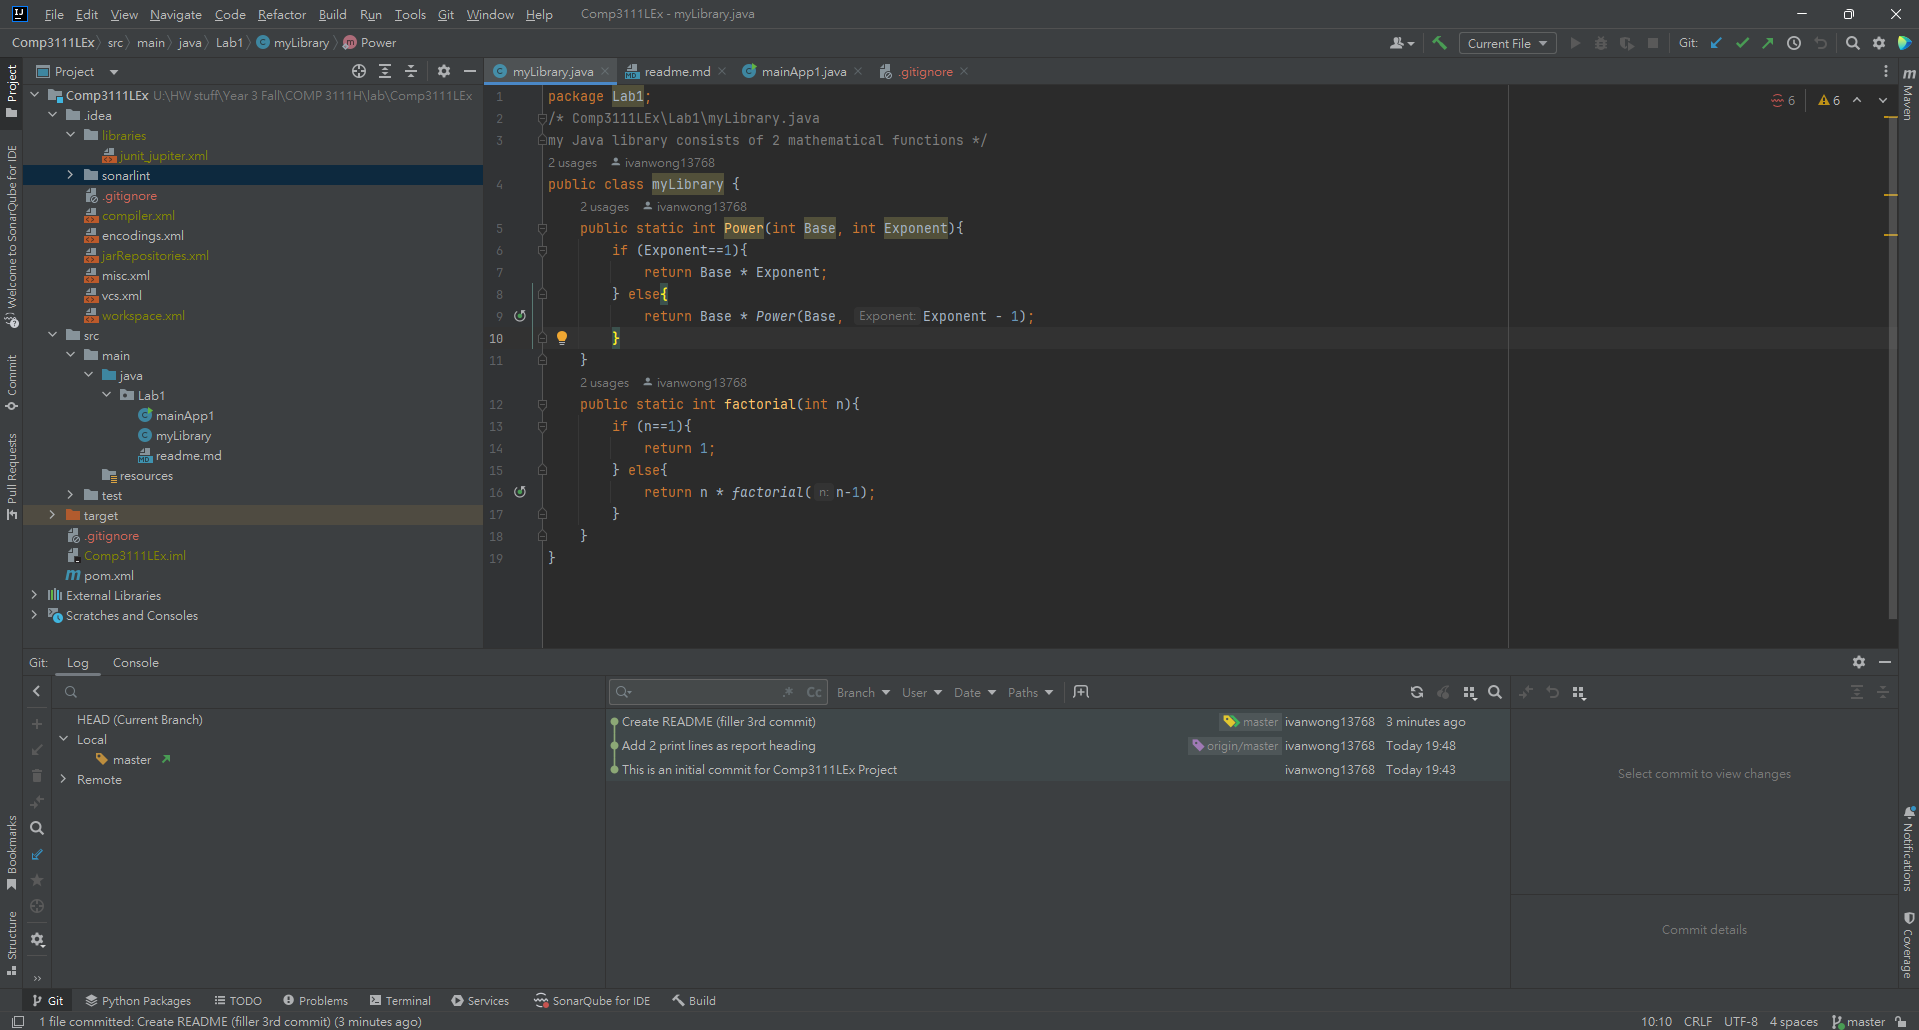 File Edit View Navigate Code Refactor Build Run Tools Git Window Help Comp3111LEx - myLibrary.java
Comp3111LEx src main java Lab1 myLibrary Power Current File Git:
Project
Project
myLibrary.java readme.md mainApp1.java .gitignore
Comp3111LEx U:\HW stuff\Year 3 Fall\COMP 3111H\lab\Comp3111LEx
.idea
libraries
junit_jupiter.xml
sonarlint
.gitignore
compiler.xml
encodings.xml
jarRepositories.xml
misc.xml
vcs.xml
workspace.xml
src
main
java
Lab1
mainApp1
myLibrary
readme.md
resources
test
target
.gitignore
Comp3111LEx.iml
pom.xml
External Libraries
Scratches and Consoles
Welcome to SonarQube for IDE
Commit
Pull Requests
Bookmarks
Structure
6 6
1 package Lab1;
2 /* Comp3111LEx\Lab1\myLibrary.java
3 my Java library consists of 2 mathematical functions */
2 usages ivanwong13768
4 public class myLibrary {
2 usages ivanwong13768
5 public static int Power(int Base, int Exponent){
6 if (Exponent==1){
7 return Base * Exponent;
8 } else{
9 return Base * Power(Base, Exponent: Exponent - 1);
10 }
11 }
2 usages ivanwong13768
12 public static int factorial(int n){
13 if (n==1){
14 return 1;
15 } else{
16 return n * factorial( n: n-1);
17 }
18 }
19 }
Maven
Notifications
Coverage
Git: Log Console
.* Cc Branch User Date Paths
HEAD (Current Branch)
Local
master
Remote
Create README (filler 3rd commit) master ivanwong13768 3 minutes ago
Add 2 print lines as report heading origin/master ivanwong13768 Today 19:48
This is an initial commit for Comp3111LEx Project ivanwong13768 Today 19:43
Select commit to view changes
Commit details
Git Python Packages TODO Problems Terminal Services SonarQube for IDE Build
1 file committed: Create README (filler 3rd commit) (3 minutes ago) 10:10 CRLF UTF-8 4 spaces master